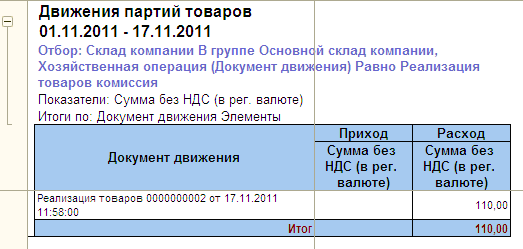 Движения партий товаров
01.11.2011 - 17.11.2011
Отбор: Склад компании В группе Основной склад компании,
Хозяйственная операция (Документ движения) Равно Реализация
товаров комиссия
Показатели: Сумма без НДС (в рег. валюте)
Итоги по: Документ движения Элементы
Документ движения
Приход
Расход
Сумма без
НДС (в рег.
валюте)
Сумма без
НДС (в рег.
валюте)
Реализация товаров 0000000002 от 17.11.2011
11:58:00
110,00
Итог
110,00